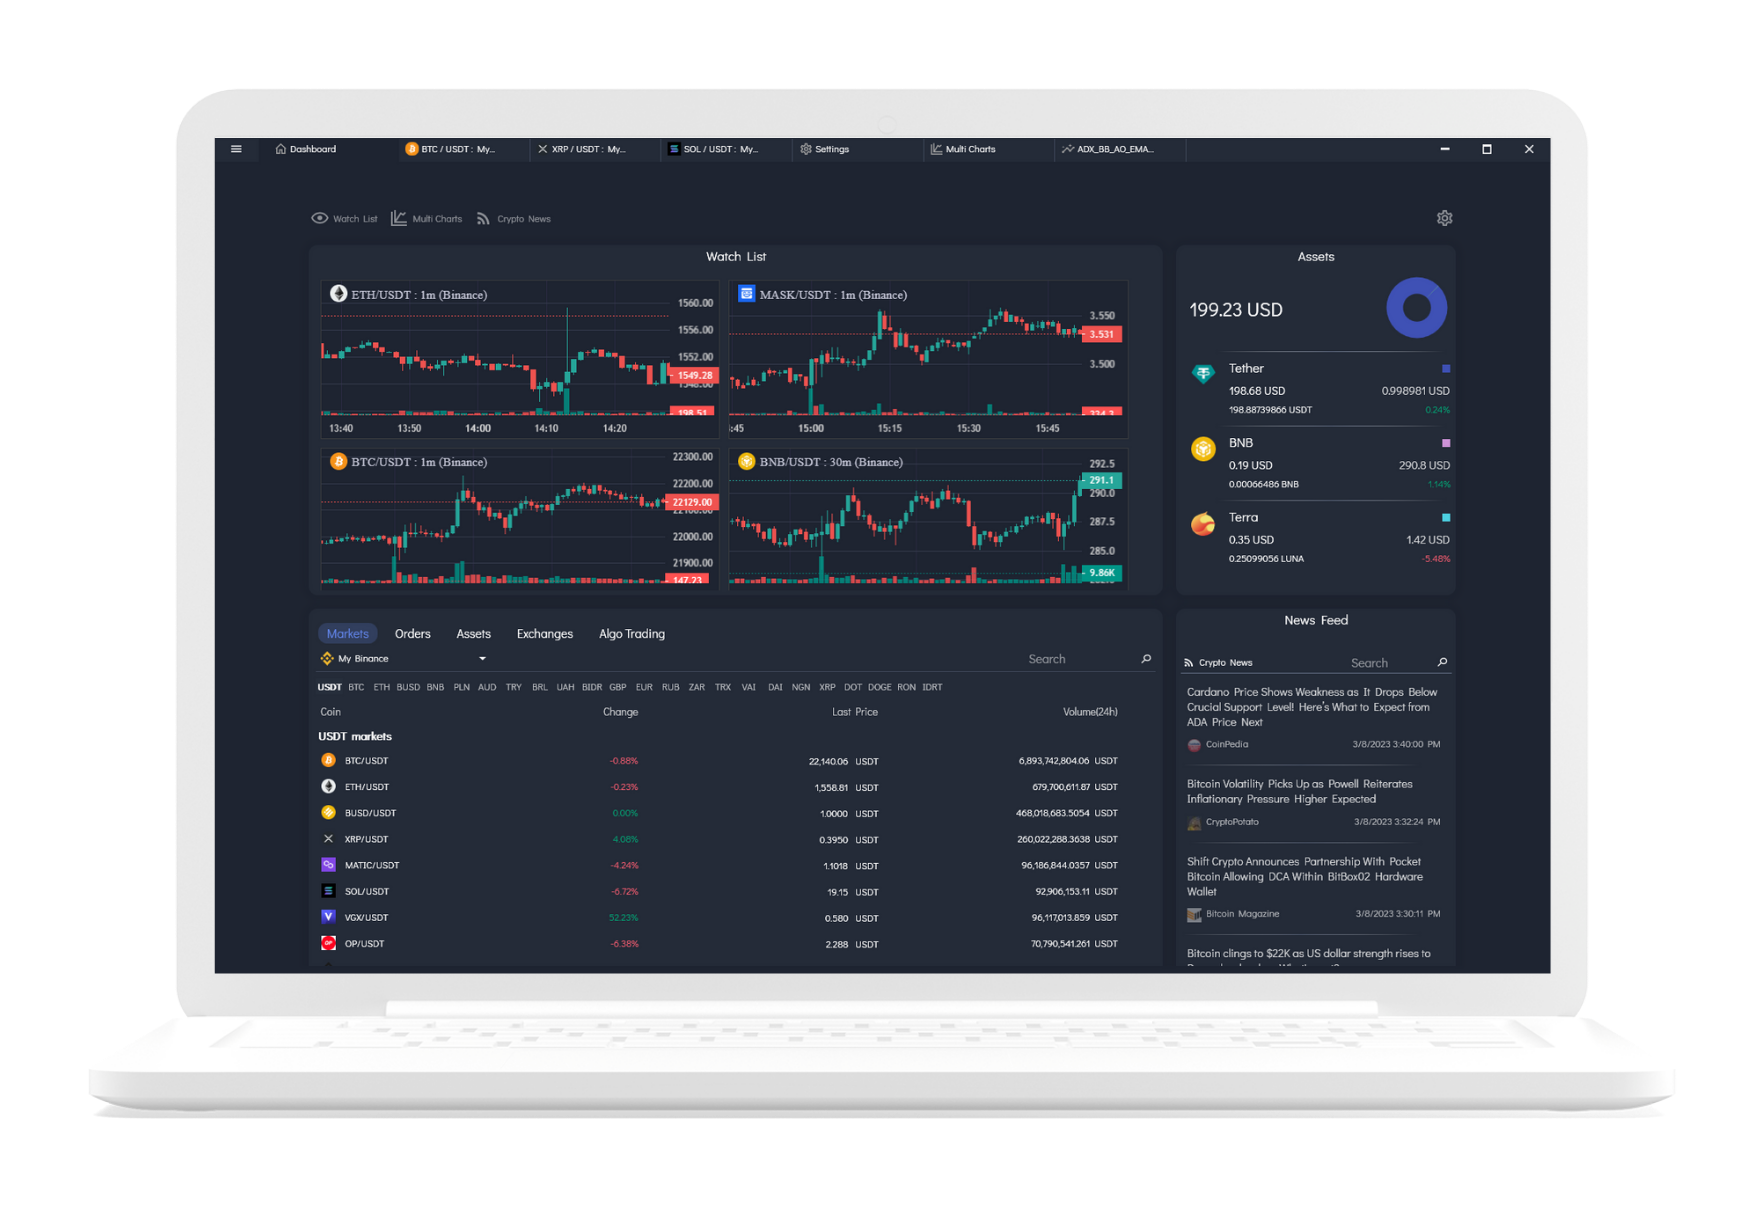 Dashboard
BTC / USDT : My...
XRP / USDT : My...
SOL / USDT : My...
Settings
Multi Charts
ADX_BB_AO_EMA...
Watch List
Multi Charts
Crypto News
Watch List
ETH/USDT : 1m (Binance)
1560.00
1556.00
1552.00
1549.28
1548.00
198.51
13:40 13:50 14:00 14:10 14:20
MASK/USDT : 1m (Binance)
3.550
3.531
3.500
224.3
:45 15:00 15:15 15:30 15:45
BTC/USDT : 1m (Binance)
22300.00
22200.00
22129.00
22100.00
22000.00
21900.00
147.23
BNB/USDT : 30m (Binance)
292.5
291.1
290.0
287.5
285.0
9.86K
Assets
199.23 USD
Tether
198.68 USD 0.998981 USD
198.88739866 USDT 0.24%
BNB
0.19 USD 290.8 USD
0.00066486 BNB 1.14%
Terra
0.35 USD 1.42 USD
0.25099056 LUNA -5.48%
Markets Orders Assets Exchanges Algo Trading
My Binance Search
USDT BTC ETH BUSD BNB PLN AUD TRY BRL UAH BIDR GBP EUR RUB ZAR TRX VAI DAI NGN XRP DOT DOGE RON IDRT
Coin Change Last Price Volume(24h)
USDT markets
BTC/USDT -0.88% 22,140.06 USDT 6,893,742,804.06 USDT
ETH/USDT -0.23% 1,558.81 USDT 679,700,611.87 USDT
BUSD/USDT 0.00% 1.0000 USDT 468,018,683.5054 USDT
XRP/USDT 4.08% 0.3950 USDT 260,022,288.3638 USDT
MATIC/USDT -4.24% 1.1018 USDT 96,186,844.0357 USDT
SOL/USDT -6.72% 19.15 USDT 92,906,153.11 USDT
VGX/USDT 52.23% 0.580 USDT 96,117,013.859 USDT
OP/USDT -6.38% 2.288 USDT 70,790,541.261 USDT
News Feed
Crypto News Search
Cardano Price Shows Weakness as It Drops Below
Crucial Support Level! Here's What to Expect from
ADA Price Next
CoinPedia 3/8/2023 3:40:00 PM
Bitcoin Volatility Picks Up as Powell Reiterates
Inflationary Pressure Higher Expected
CryptoPotato 3/8/2023 3:32:24 PM
Shift Crypto Announces Partnership With Pocket
Bitcoin Allowing DCA Within BitBox02 Hardware
Wallet
Bitcoin Magazine 3/8/2023 3:30:11 PM
Bitcoin clings to $22K as US dollar strength rises to